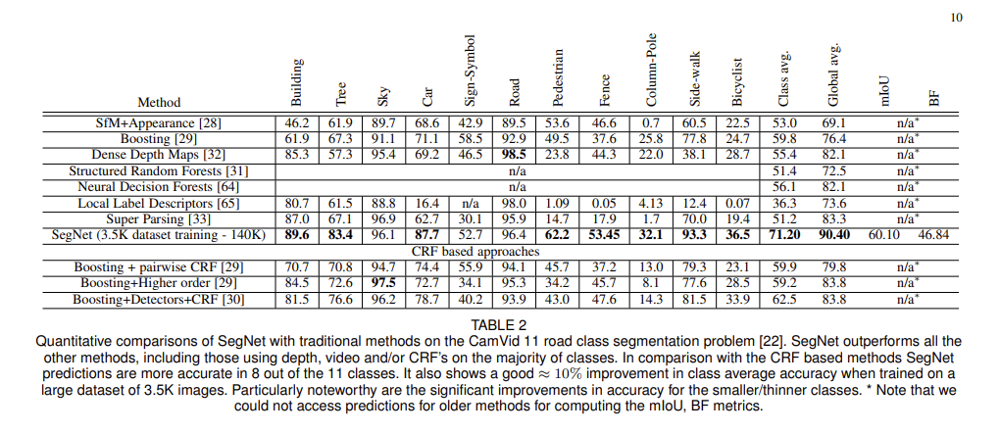 10
Method Building Tree Sky Car Sign-Symbol Road Pedestrian Fence Column-Pole Side-walk Bicyclist Class avg. Global avg. mIoU BF
SfM+Appearance [28] 46.2 61.9 89.7 68.6 42.9 89.5 53.6 46.6 0.7 60.5 22.5 53.0 69.1 n/a*
Boosting [29] 61.9 67.3 91.1 71.1 58.5 92.9 49.5 37.6 25.8 77.8 24.7 59.8 76.4 n/a*
Dense Depth Maps [32] 85.3 57.3 95.4 69.2 46.5 98.5 23.8 44.3 22.0 38.1 28.7 55.4 82.1 n/a*
Structured Random Forests [31] n/a 51.4 72.5 n/a*
Neural Decision Forests [64] n/a 56.1 82.1 n/a*
Local Label Descriptors [65] 80.7 61.5 88.8 16.4 n/a 98.0 1.09 0.05 4.13 12.4 0.07 36.3 73.6 n/a*
Super Parsing [33] 87.0 67.1 96.9 62.7 30.1 95.9 14.7 17.9 1.7 70.0 19.4 51.2 83.3 n/a*
SegNet (3.5K dataset training - 140K) 89.6 83.4 96.1 87.7 52.7 96.4 62.2 53.45 32.1 93.3 36.5 71.20 90.40 60.10 46.84
CRF based approaches
Boosting + pairwise CRF [29] 70.7 70.8 94.7 74.4 55.9 94.1 45.7 37.2 13.0 79.3 23.1 59.9 79.8 n/a*
Boosting+Higher order [29] 84.5 72.6 97.5 72.7 34.1 95.3 34.2 45.7 8.1 77.6 28.5 59.2 83.8 n/a*
Boosting+Detectors+CRF [30] 81.5 76.6 96.2 78.7 40.2 93.9 43.0 47.6 14.3 81.5 33.9 62.5 83.8 n/a*
TABLE 2
Quantitative comparisons of SegNet with traditional methods on the CamVid 11 road class segmentation problem [22]. SegNet outperforms all the
other methods, including those using depth, video and/or CRF's on the majority of classes. In comparison with the CRF based methods SegNet
predictions are more accurate in 8 out of the 11 classes. It also shows a good ≈ 10% improvement in class average accuracy when trained on a
large dataset of 3.5K images. Particularly noteworthy are the significant improvements in accuracy for the smaller/thinner classes. * Note that we
could not access predictions for older methods for computing the mIoU, BF metrics.